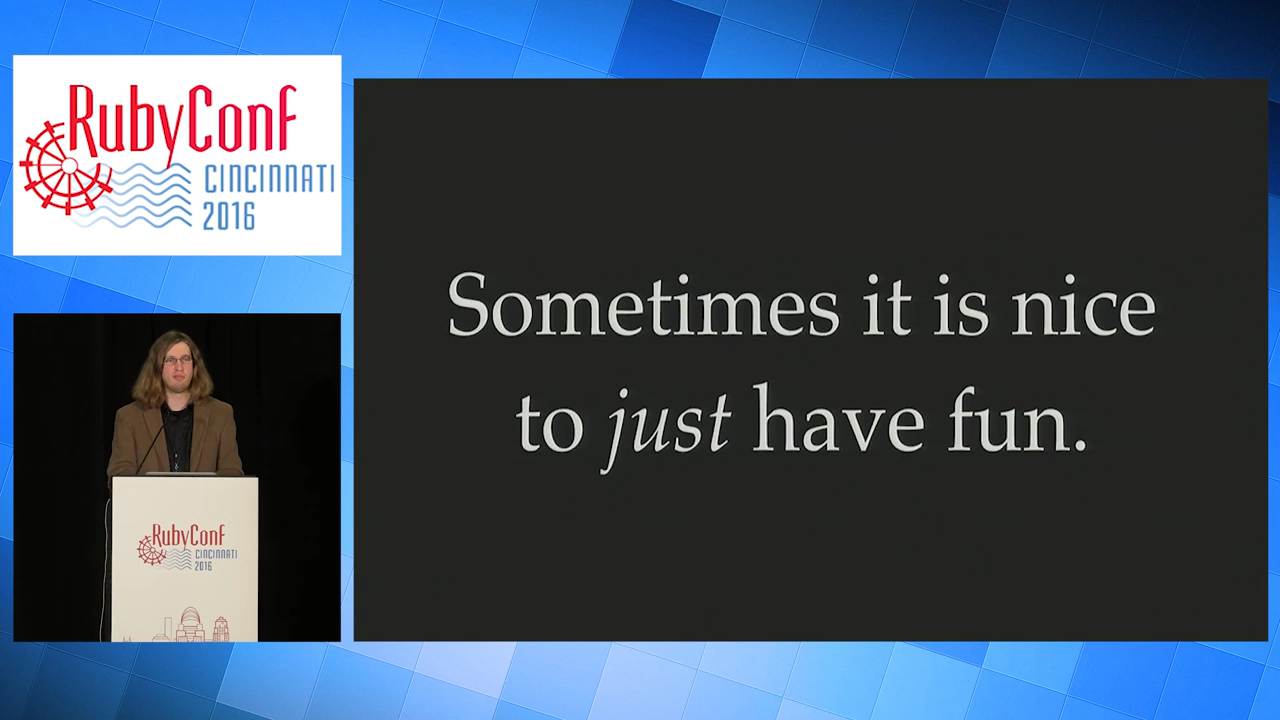 RubyConf
CINCINNATI
2016
Sometimes it is nice
to just have fun.
RubyConf
CINCINNATI
2016